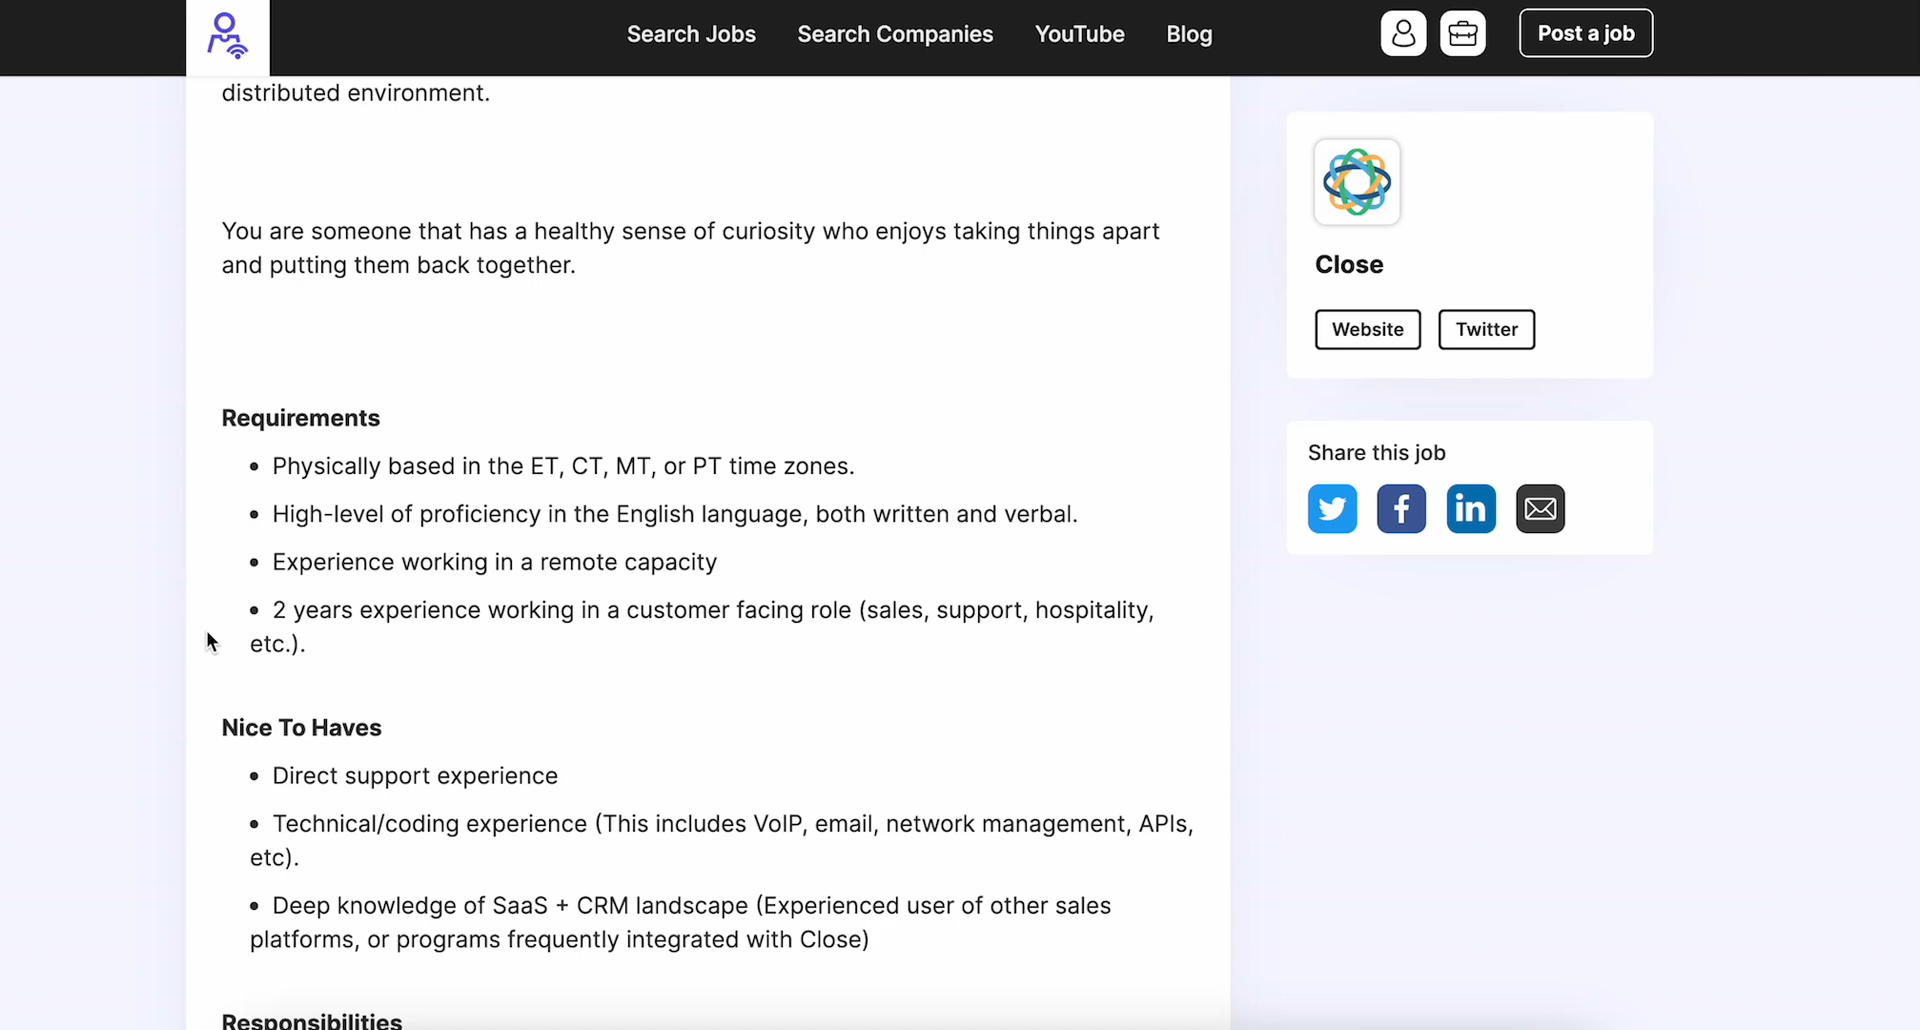 Search Jobs
Search Companies
YouTube
Blog
Post a job
distributed environment.
You are someone that has a healthy sense of curiosity who enjoys taking things apart
and putting them back together.
Requirements
• Physically based in the ET, CT, MT, or PT time zones.
• High-level of proficiency in the English language, both written and verbal.
• Experience working in a remote capacity
• 2 years experience working in a customer facing role (sales, support, hospitality,
etc.).
Nice To Haves
• Direct support experience
• Technical/coding experience (This includes VoIP, email, network management, APIs,
etc).
• Deep knowledge of SaaS + CRM landscape (Experienced user of other sales
platforms, or programs frequently integrated with Close)
Responsibilities
Close
Website
Twitter
Share this job